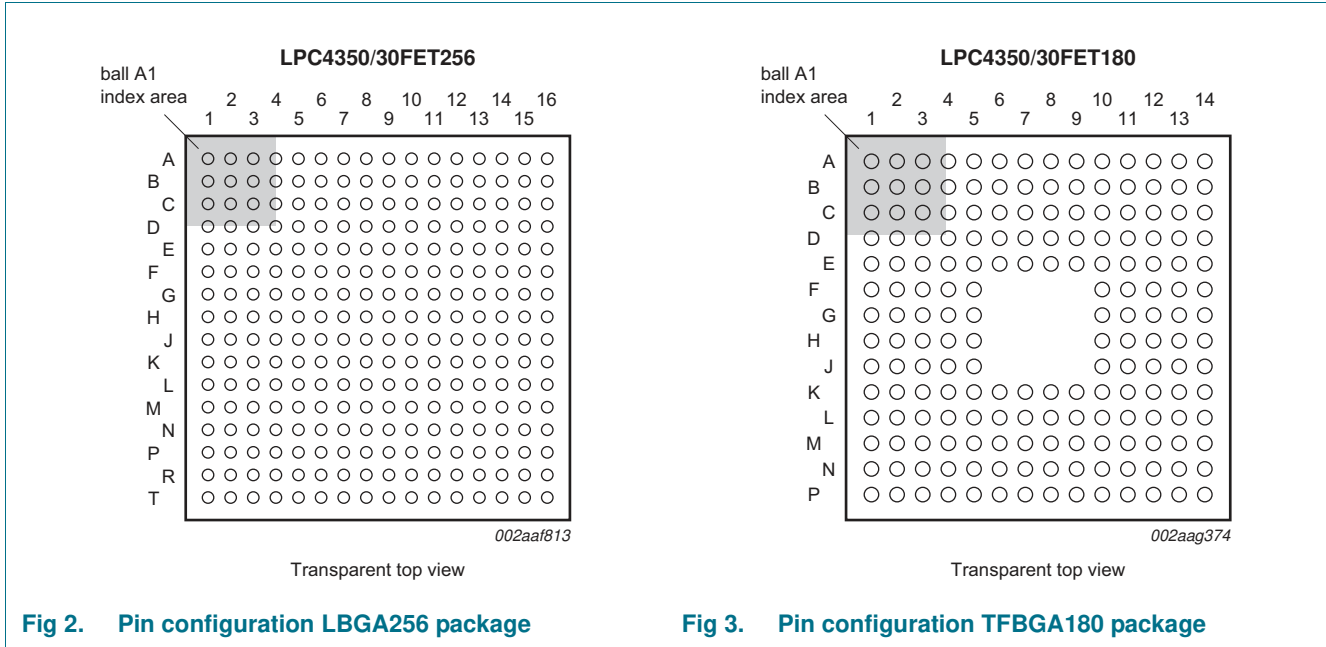 LPC4350/30FET256
ball A1
index area
2 4 6 8 10 12 14 16
1 3 5 7 9 11 13 15
A
B
C
D
E
F
G
H
J
K
L
M
N
P
R
T
002aaf813
Transparent top view
Fig 2. Pin configuration LBGA256 package
LPC4350/30FET180
ball A1
index area
2 4 6 8 10 12 14
1 3 5 7 9 11 13
A
B
C
D
E
F
G
H
J
K
L
M
N
P
002aag374
Transparent top view
Fig 3. Pin configuration TFBGA180 package